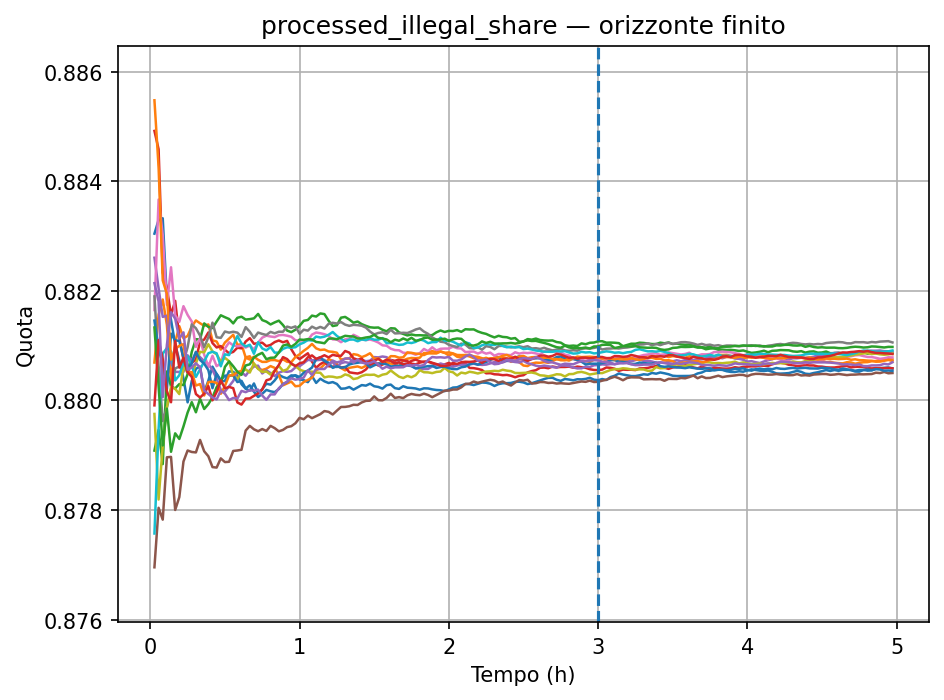 processed_illegal_share — orizzonte finito
0.886
0.884
0.882
0.880
0.878
0.876
Quota
0 1 2 3 4 5
Tempo (h)